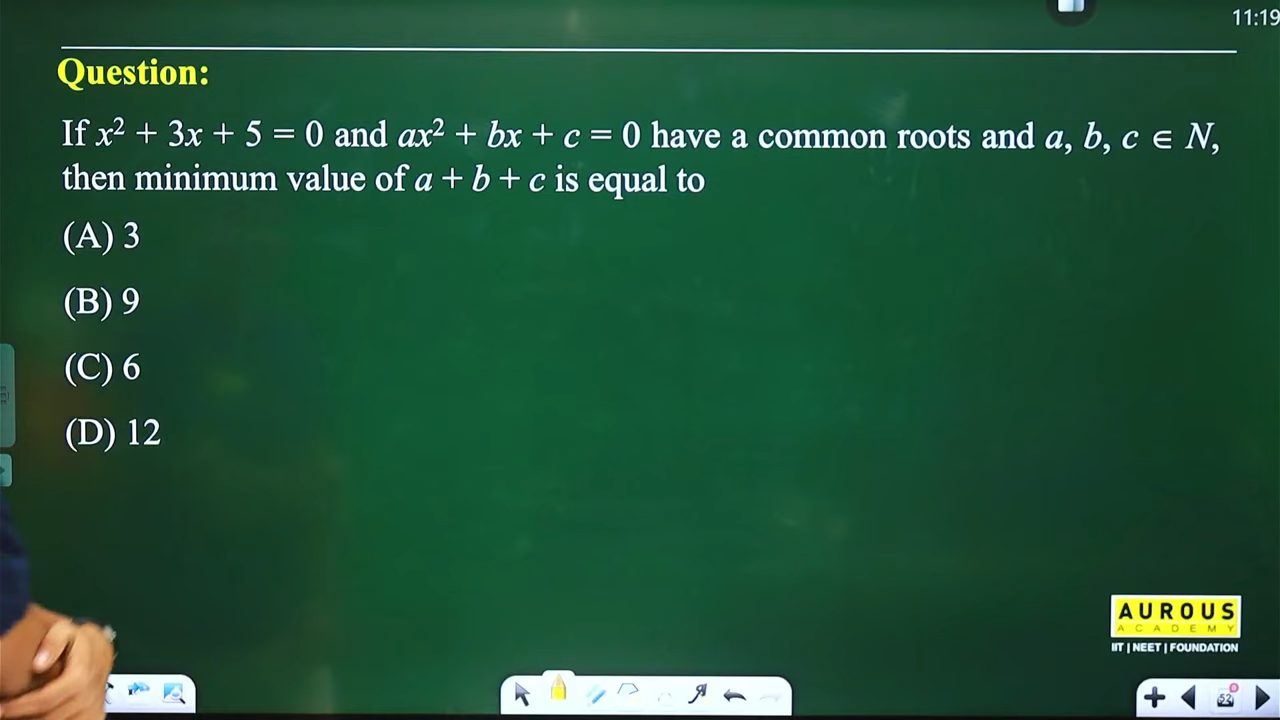 11:19
Question:
If x² + 3x + 5 = 0 and ax² + bx + c = 0 have a common roots and a, b, c ∈ N,
then minimum value of a + b + c is equal to
(A) 3
(B) 9
(C) 6
(D) 12
AUROUS
ACADEMY
IIT | NEET | FOUNDATION
52